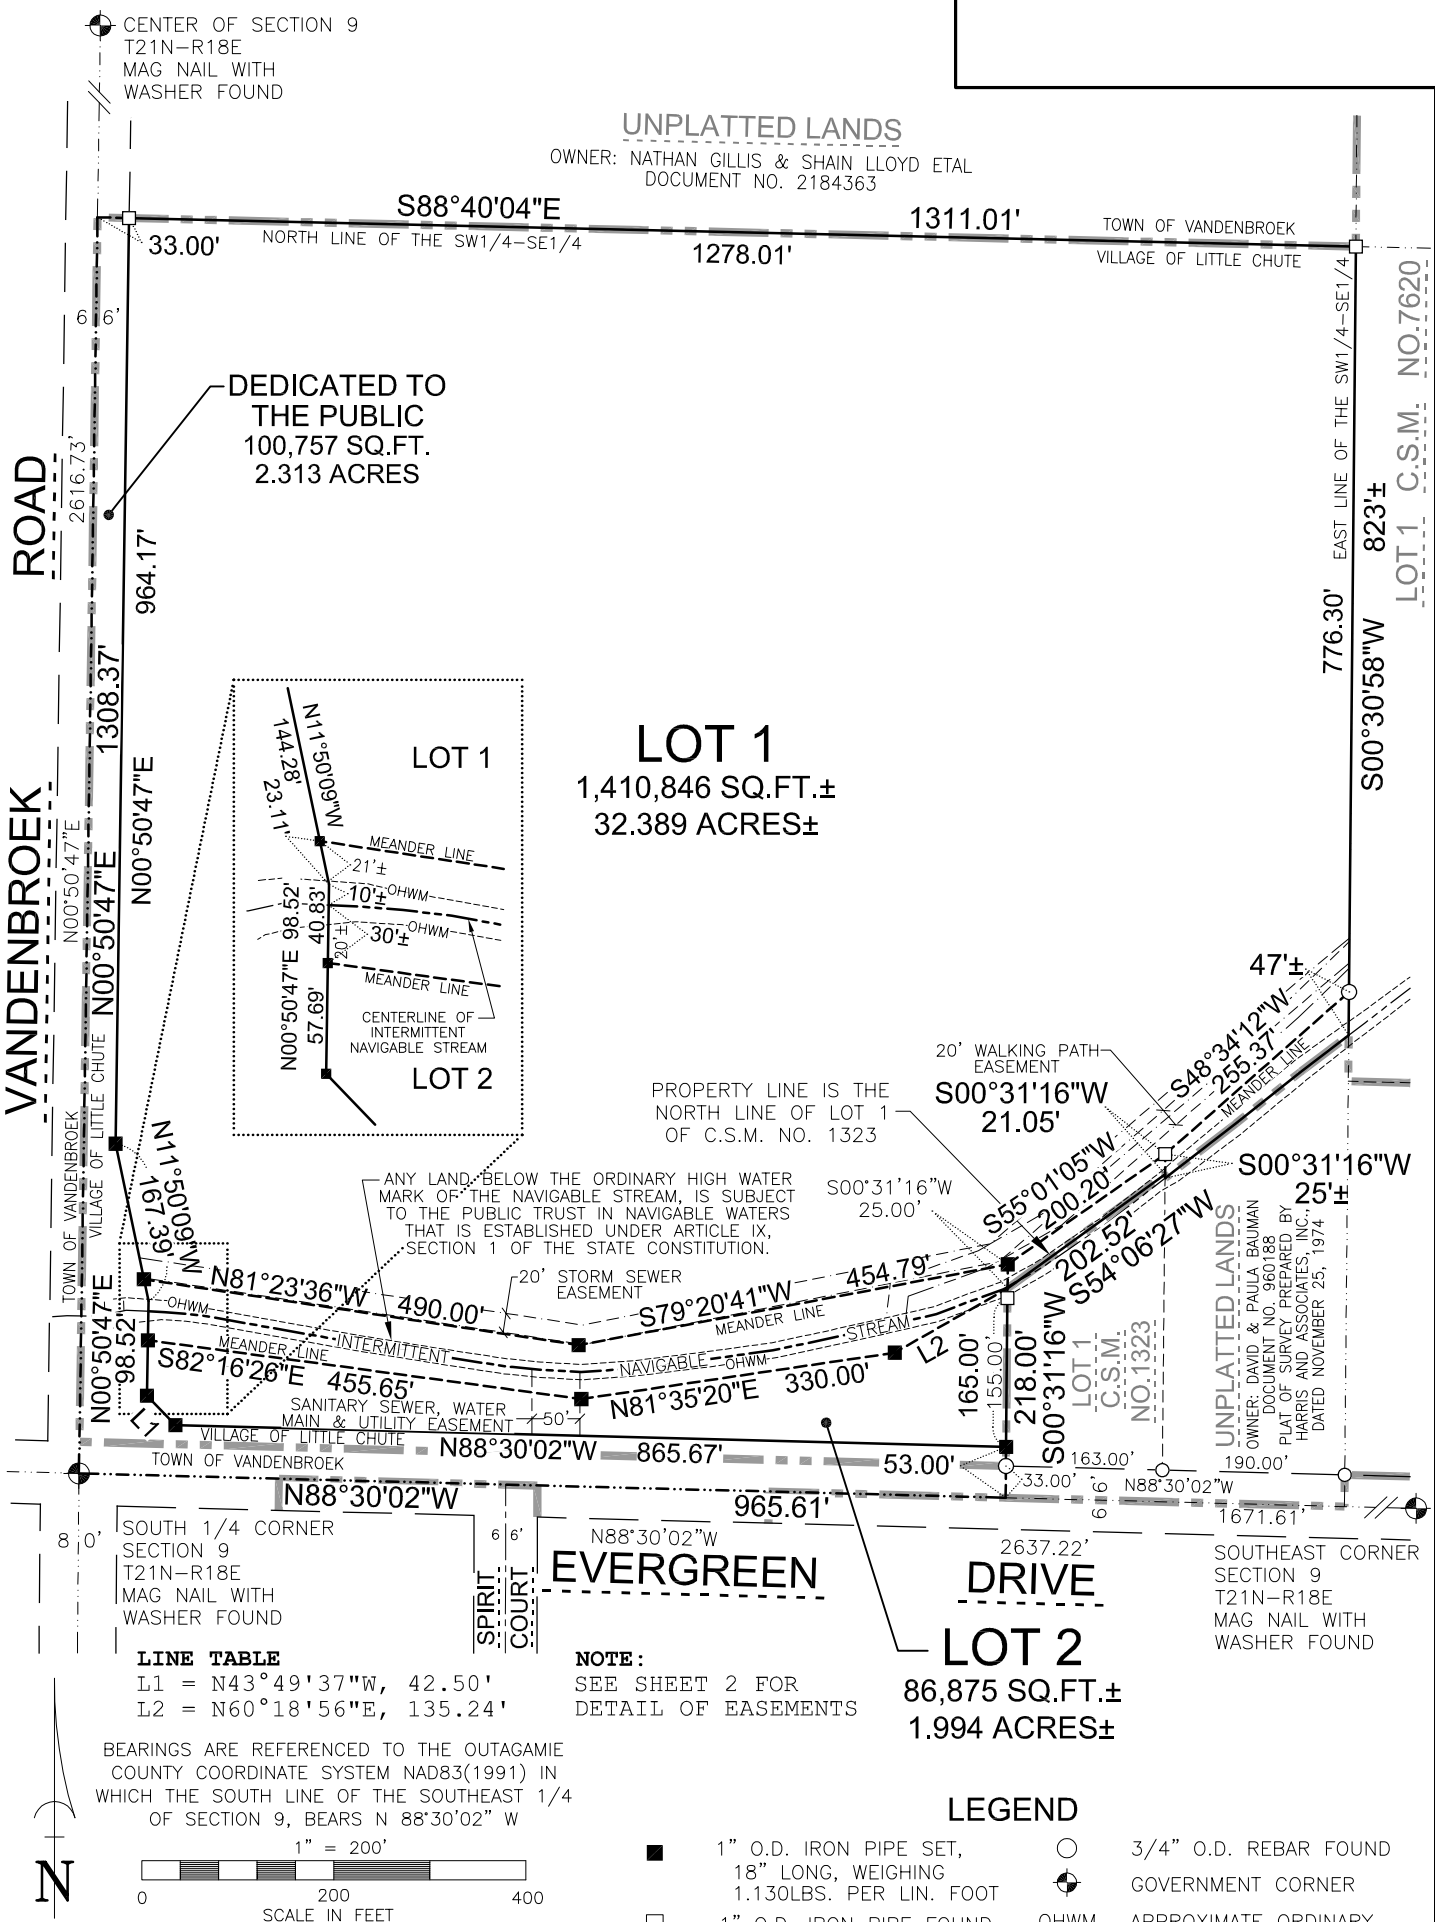 CENTER OF SECTION 9
T21N-R18E
MAG NAIL WITH
WASHER FOUND
UNPLATTED LANDS
OWNER: NATHAN GILLIS & SHAIN LLOYD ETAL
DOCUMENT NO. 2184363
S88°40'04"E
1311.01'
TOWN OF VANDENBROEK
33.00'
NORTH LINE OF THE SW1/4-SE1/4
1278.01'
VILLAGE OF LITTLE CHUTE
66'
DEDICATED TO
THE PUBLIC
100,757 SQ.FT.
2.313 ACRES
VANDENBROEK ROAD
N00°50'47"E
2616.73'
N00°50'47"E
1308.37'
N00°50'47"E
964.17'
TOWN OF VANDENBROEK
VILLAGE OF LITTLE CHUTE
EAST LINE OF THE SW1/4-SE1/4
776.30'
S00°30'58"W
823'±
LOT 1 C.S.M. NO.7620
LOT 1
1,410,846 SQ.FT.±
32.389 ACRES±
N11°50'09"W
144.28'
23.11'
LOT 1
MEANDER LINE
21'±
OHWM
10'±
OHWM
30'±
20'±
N00°50'47"E 98.52'
40.83'
57.69'
MEANDER LINE
CENTERLINE OF
INTERMITTENT
NAVIGABLE STREAM
LOT 2
47'±
20' WALKING PATH
EASEMENT
S48°34'12"W
255.37'
MEANDER LINE
S00°31'16"W
21.05'
PROPERTY LINE IS THE
NORTH LINE OF LOT 1
OF C.S.M. NO. 1323
S00°31'16"W
25'±
S55°01'05"W
200.20'
S00°31'16"W
25.00'
202.52'
S54°06'27"W
N11°50'09"W
167.39'
ANY LAND BELOW THE ORDINARY HIGH WATER
MARK OF THE NAVIGABLE STREAM, IS SUBJECT
TO THE PUBLIC TRUST IN NAVIGABLE WATERS
THAT IS ESTABLISHED UNDER ARTICLE IX,
SECTION 1 OF THE STATE CONSTITUTION.
N81°23'36"W
490.00'
20' STORM SEWER
EASEMENT
S79°20'41"W
454.79'
MEANDER LINE
OHWM
MEANDER LINE
INTERMITTENT
NAVIGABLE
OHWM
STREAM
N00°50'47"E
98.52'
S82°16'26"E
455.65'
N81°35'20"E
330.00'
L2
L1
SANITARY SEWER, WATER
MAIN & UTILITY EASEMENT
50'
165.00'
155.00'
218.00'
S00°31'16"W
LOT 1
C.S.M.
NO.1323
UNPLATTED LANDS
OWNER: DAVID & PAULA BAUMAN
DOCUMENT NO. 960188
PLAT OF SURVEY PREPARED BY
HARRIS AND ASSOCIATES, INC.,
DATED NOVEMBER 25, 1974
VILLAGE OF LITTLE CHUTE
TOWN OF VANDENBROEK
N88°30'02"W
865.67'
53.00'
33.00'
163.00'
190.00'
66'
N88°30'02"W
1671.61'
N88°30'02"W
965.61'
80'
SOUTH 1/4 CORNER
SECTION 9
T21N-R18E
MAG NAIL WITH
WASHER FOUND
66'
SPIRIT
COURT
N88°30'02"W
2637.22'
EVERGREEN DRIVE
SOUTHEAST CORNER
SECTION 9
T21N-R18E
MAG NAIL WITH
WASHER FOUND
LOT 2
86,875 SQ.FT.±
1.994 ACRES±
LINE TABLE
L1 = N43°49'37"W, 42.50'
L2 = N60°18'56"E, 135.24'
NOTE:
SEE SHEET 2 FOR
DETAIL OF EASEMENTS
BEARINGS ARE REFERENCED TO THE OUTAGAMIE
COUNTY COORDINATE SYSTEM NAD83(1991) IN
WHICH THE SOUTH LINE OF THE SOUTHEAST 1/4
OF SECTION 9, BEARS N 88°30'02" W
N
1" = 200'
0 200 400
SCALE IN FEET
LEGEND
1" O.D. IRON PIPE SET,
18" LONG, WEIGHING
1.130LBS. PER LIN. FOOT
3/4" O.D. REBAR FOUND
GOVERNMENT CORNER
1" O.D. IRON PIPE FOUND
OHWM APPROXIMATE ORDINARY